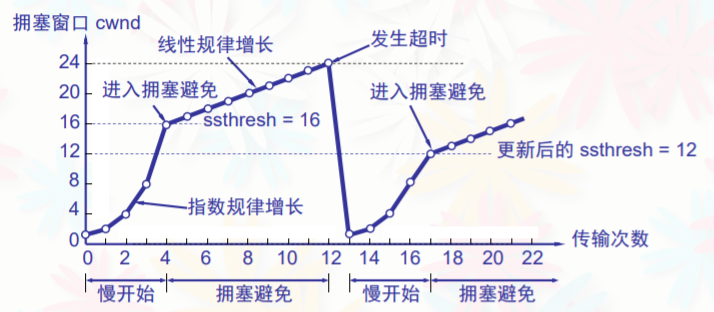 拥塞窗口 cwnd
线性规律增长
发生超时
24
20
进入拥塞避免
进入拥塞避免
16
ssthresh = 16
12
更新后的 ssthresh = 12
8
4
指数规律增长
0
传输次数
0 2 4 6 8 10 12 14 16 18 20 22
慢开始 拥塞避免 慢开始 拥塞避免